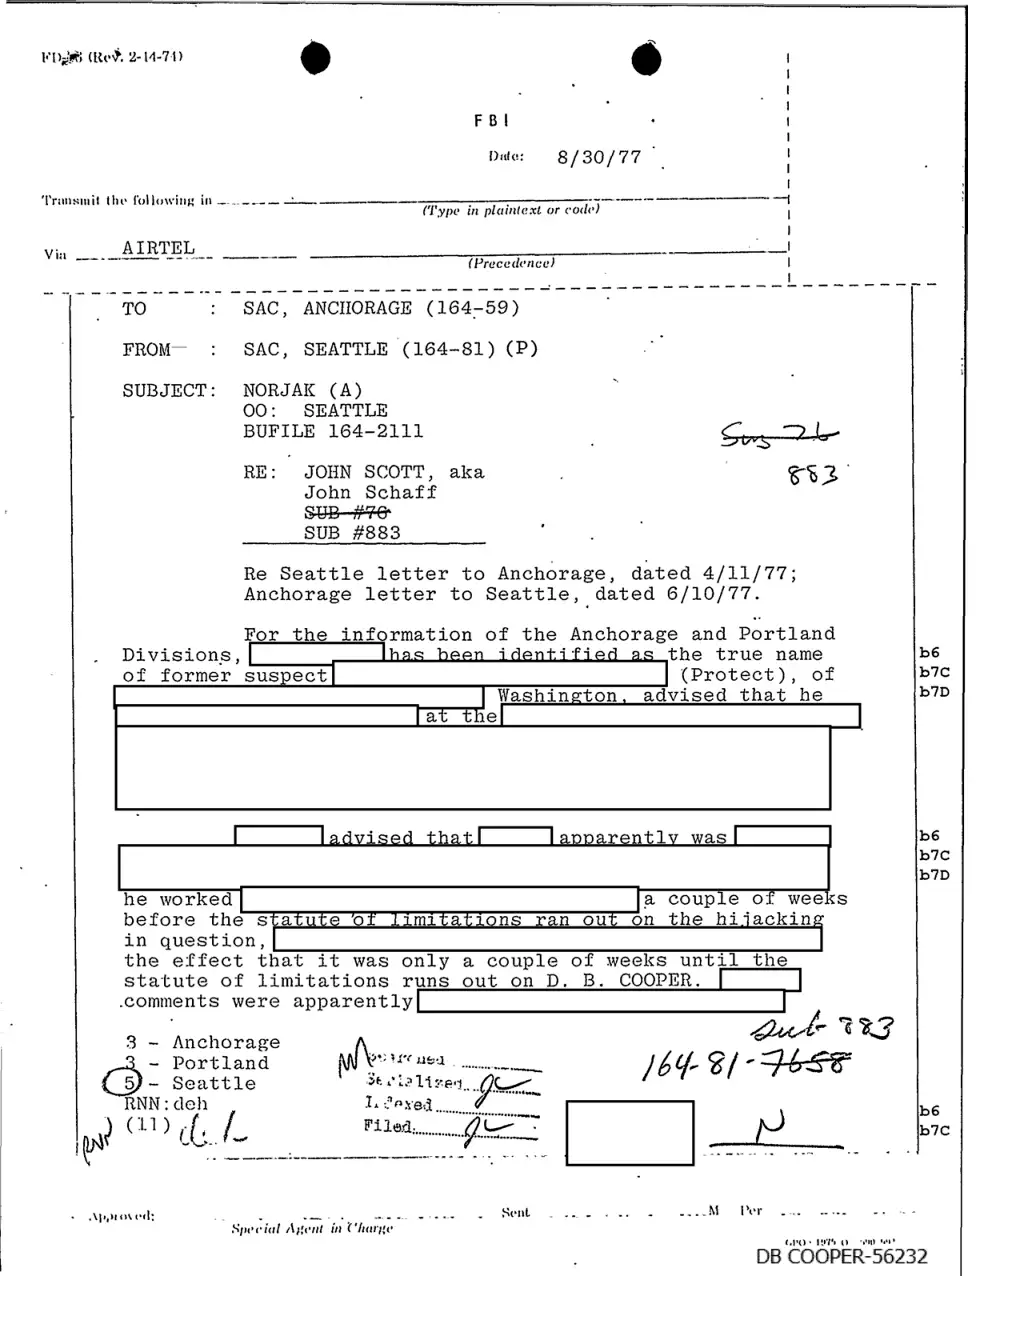 (Rev. 2-14-74)
FBI
Date: 8/30/77
Transmit the following in
(Type in plaintext or code)
Via AIRTEL
(Precedence)
TO : SAC, ANCHORAGE (164-59)
FROM : SAC, SEATTLE (164-81) (P)
SUBJECT: NORJAK (A)
OO: SEATTLE
BUFILE 164-2111
Sub 76
883
RE: JOHN SCOTT, aka
John Schaff
SUB #76
SUB #883
Re Seattle letter to Anchorage, dated 4/11/77;
Anchorage letter to Seattle, dated 6/10/77.
For the information of the Anchorage and Portland
Divisions, has been identified as the true name b6
of former suspect (Protect), of b7C
Washington, advised that he b7D
at the
advised that apparently was b6
b7C
b7D
he worked a couple of weeks
before the statute of limitations ran out on the hijacking
in question,
the effect that it was only a couple of weeks until the
statute of limitations runs out on D. B. COOPER.
comments were apparently
Sub 883
3 - Anchorage
3 - Portland
5 - Seattle
164-81-7658
RNN:deh
(11)
Serialized
Indexed
Filed
b6
b7C
Approved:
Sent M Per
Special Agent in Charge
DB COOPER-56232